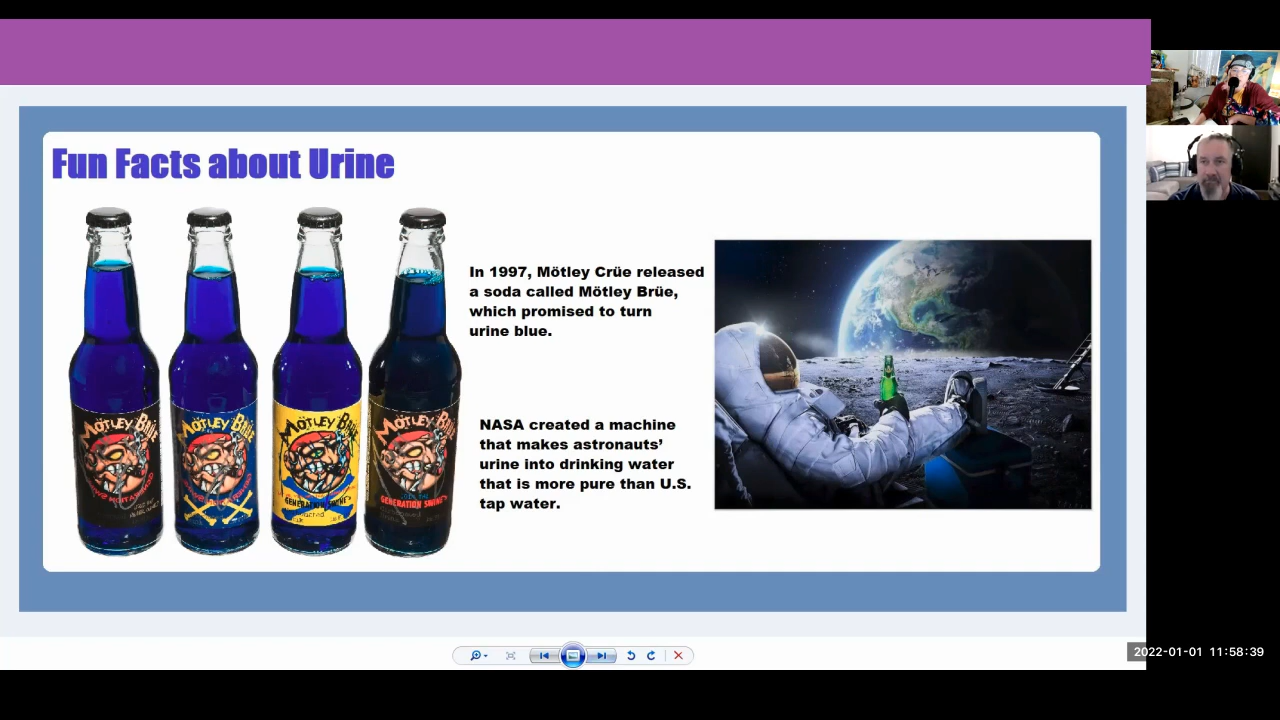 Fun Facts about Urine
In 1997, Mötley Crüe released
a soda called Mötley Brüe,
which promised to turn
urine blue.
NASA created a machine
that makes astronauts’
urine into drinking water
that is more pure than U.S.
tap water.
MÖTLEY BRÜE
MÖTLEY BRÜE
MÖTLEY BRÜE
GENERATION SWINE'S
MÖTLEY BRÜE
GENERATION SWINE'S
2022-01-01 11:58:39